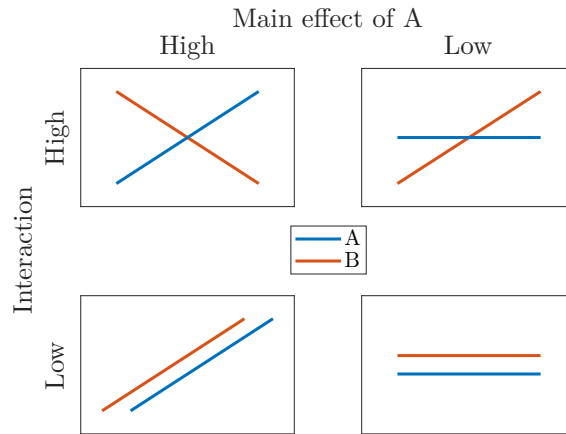 Main effect of A
High
Low
High
Interaction
A
B
Low